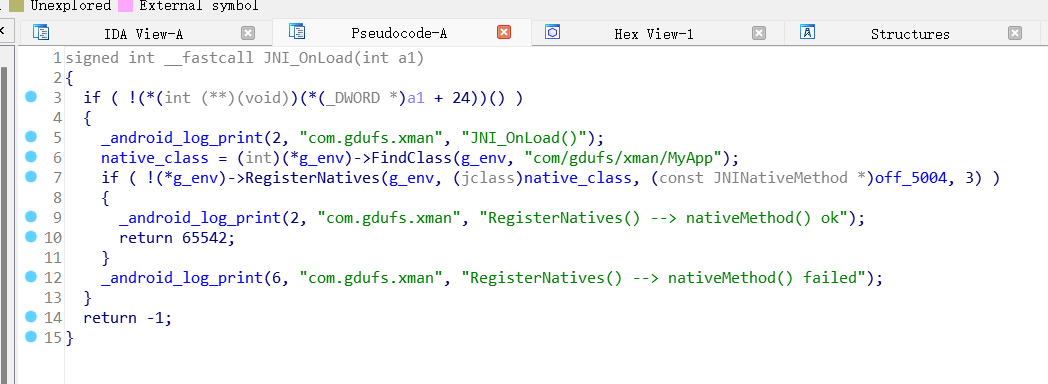 Unexplored External symbol
IDA View-A Pseudocode-A Hex View-1 Structures
1 signed int __fastcall JNI_OnLoad(int a1)
2 {
3 if ( !(*(int (**)(void))(*(_DWORD *)a1 + 24))() )
4 {
5 _android_log_print(2, "com.gdufs.xman", "JNI_OnLoad()");
6 native_class = (int)(*g_env)->FindClass(g_env, "com/gdufs/xman/MyApp");
7 if ( !(*g_env)->RegisterNatives(g_env, (jclass)native_class, (const JNINativeMethod *)off_5004, 3) )
8 {
9 _android_log_print(2, "com.gdufs.xman", "RegisterNatives() --> nativeMethod() ok");
10 return 65542;
11 }
12 _android_log_print(6, "com.gdufs.xman", "RegisterNatives() --> nativeMethod() failed");
13 }
14 return -1;
15 }